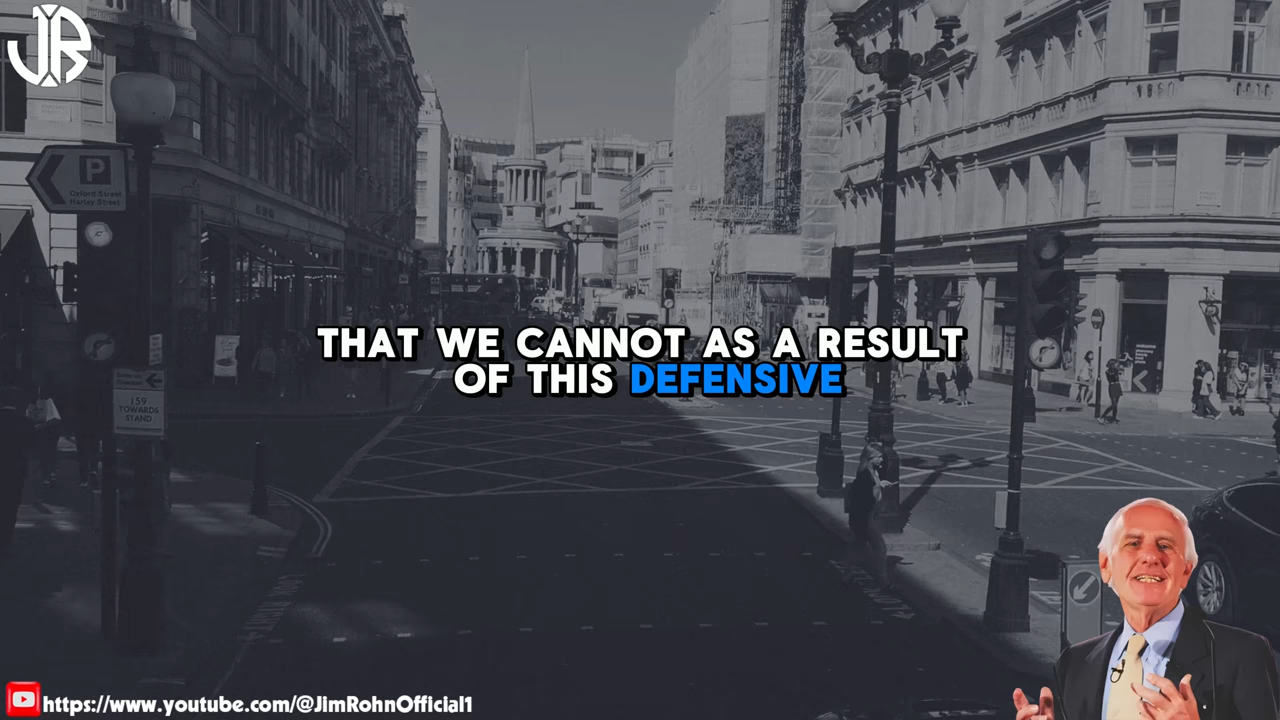 JR
P
Oxford Street
Harley Street
159
TOWARDS
STAND
THAT WE CANNOT AS A RESULT
OF THIS DEFENSIVE
https://www.youtube.com/@JimRohnOfficial1